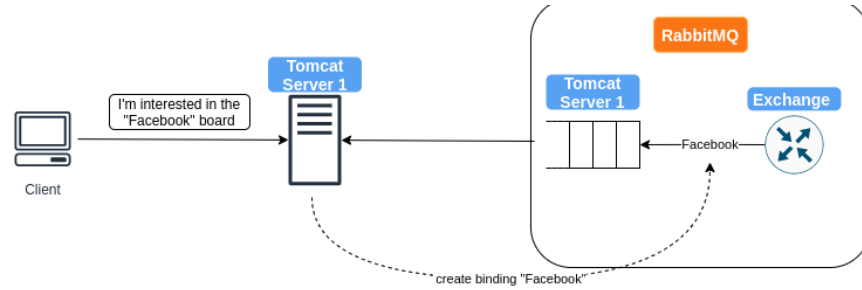 RabbitMQ
Tomcat
Server 1
Tomcat
Server 1
Exchange
I'm interested in the
"Facebook" board
Facebook
Client
create binding "Facebook"